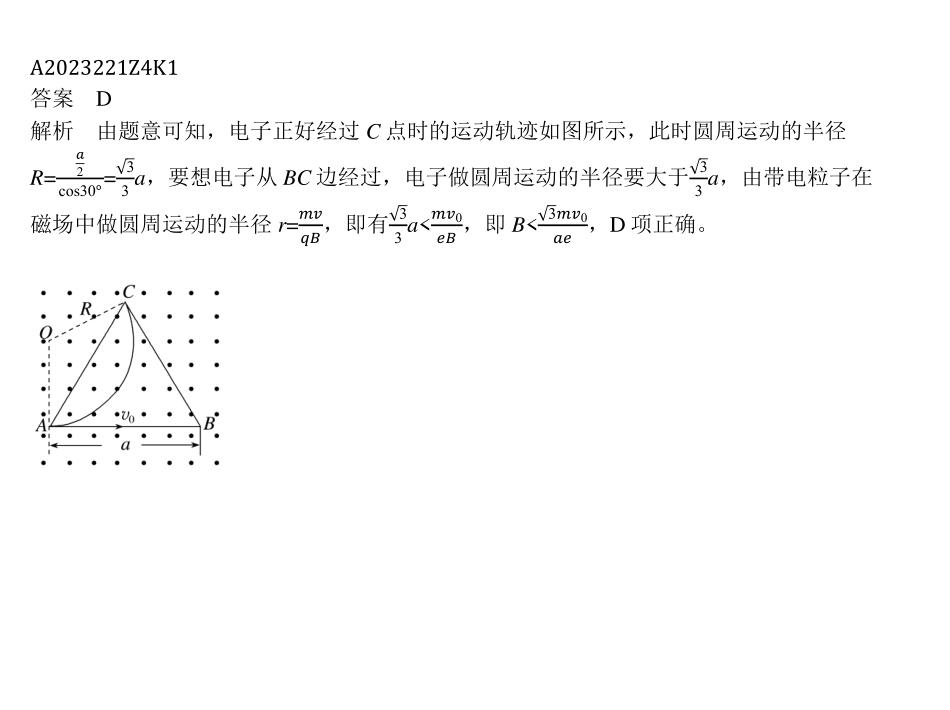 A2023221Z4K1
答案 D
解析 由题意可知，电子正好经过 C 点时的运动轨迹如图所示，此时圆周运动的半径
R=\frac{\frac{a}{2}}{cos30°}=\frac{\sqrt{3}}{3}a，要想电子从 BC 边经过，电子做圆周运动的半径要大于\frac{\sqrt{3}}{3}a，由带电粒子在
磁场中做圆周运动的半径 r=\frac{mv}{qB}，即有\frac{\sqrt{3}}{3}a<\frac{mv_0}{eB}，即 B<\frac{\sqrt{3}mv_0}{ae}，D 项正确。
C
R
O
v_0
A B
a